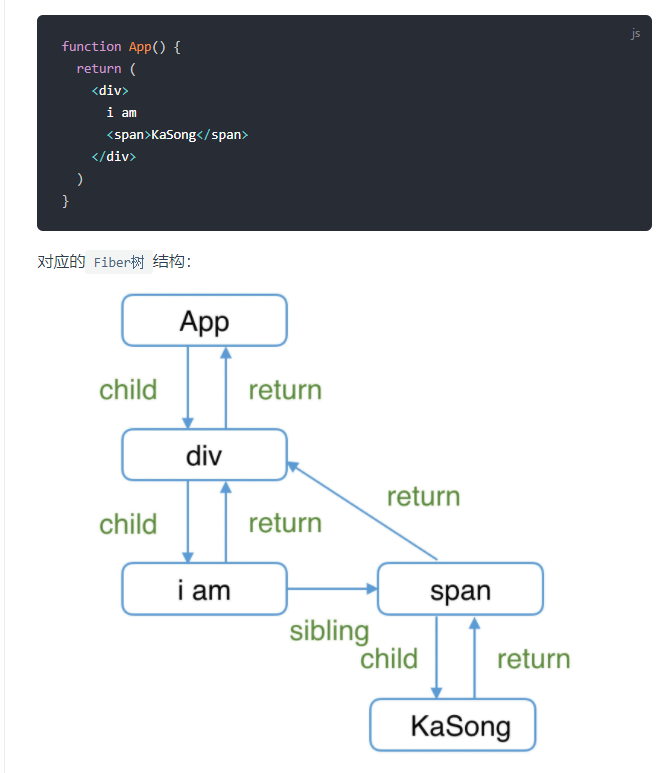 js
function App() {
  return (
    <div>
      i am
      <span>KaSong</span>
    </div>
  )
}
对应的 Fiber树 结构：
App
child return
div
return
child return
i am span
sibling
child return
KaSong